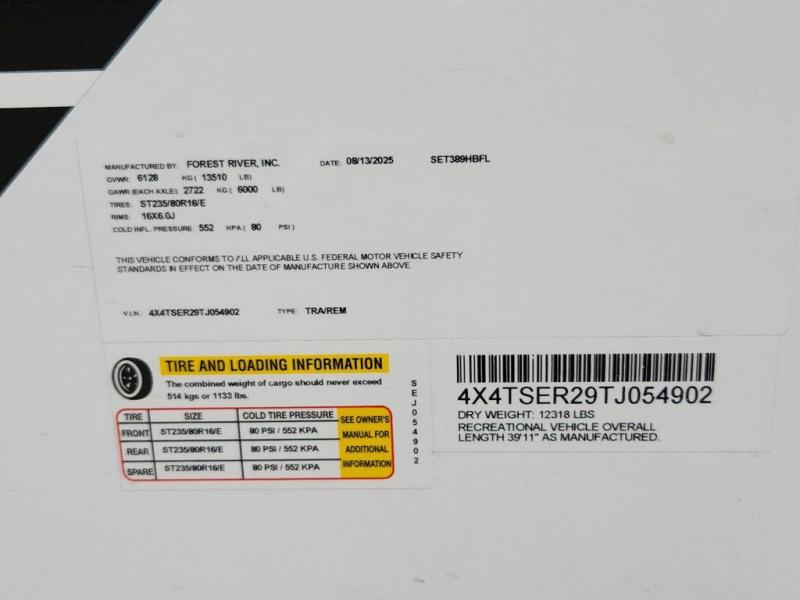 MANUFACTURED BY: FOREST RIVER, INC. DATE: 08/13/2025 SET389HBFL
GVWR: 6128 KG ( 13510 LB)
GAWR (EACH AXLE): 2722 KG ( 6000 LB)
TIRES: ST235/80R16/E
RIMS: 16X6.0J
COLD INFL. PRESSURE: 552 KPA ( 80 PSI )
THIS VEHICLE CONFORMS TO ALL APPLICABLE U.S. FEDERAL MOTOR VEHICLE SAFETY
STANDARDS IN EFFECT ON THE DATE OF MANUFACTURE SHOWN ABOVE.
V.I.N.: 4X4TSER29TJ054902 TYPE: TRA/REM
TIRE AND LOADING INFORMATION
The combined weight of cargo should never exceed
514 kgs or 1133 lbs.
TIRE SIZE COLD TIRE PRESSURE
FRONT ST235/80R16/E 80 PSI / 552 KPA
REAR ST235/80R16/E 80 PSI / 552 KPA
SPARE ST235/80R16/E 80 PSI / 552 KPA
SEE OWNER'S
MANUAL FOR
ADDITIONAL
INFORMATION
SEJ054902
4X4TSER29TJ054902
DRY WEIGHT: 12318 LBS
RECREATIONAL VEHICLE OVERALL
LENGTH 39'11" AS MANUFACTURED.